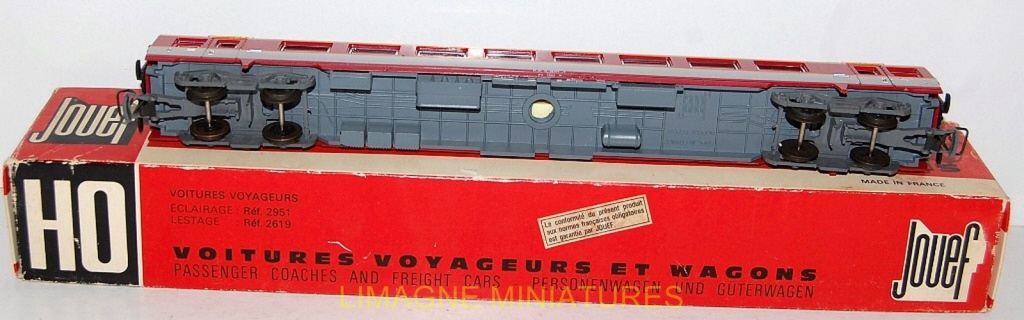 Jouef
HO
VOITURES VOYAGEURS
ECLAIRAGE : Réf. 2951
LESTAGE : Réf. 2619
La conformité du présent produit
aux normes françaises obligatoires
est garantie par JOUEF.
MADE IN FRANCE
VOITURES VOYAGEURS ET WAGONS
PASSENGER COACHES AND FREIGHT CARS PERSONENWAGEN UND GÜTERWAGEN
Jouef
LIMAGNE MINIATURES